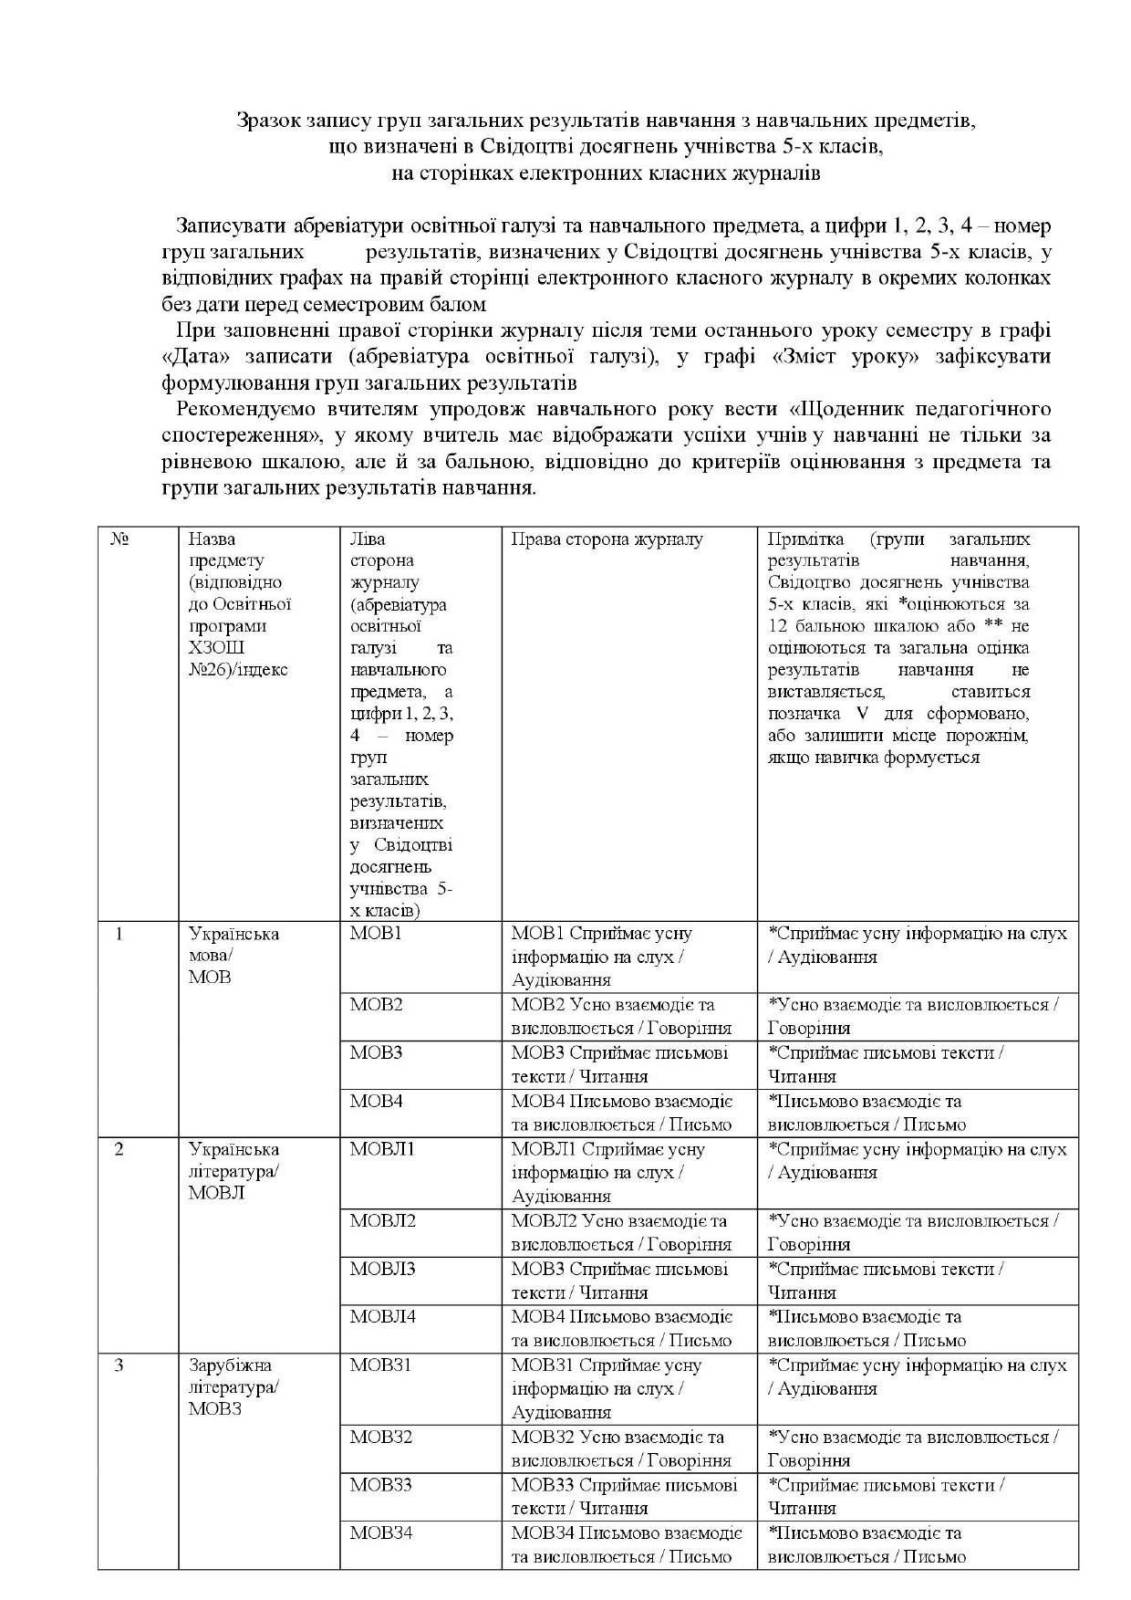 Зразок запису груп загальних результатів навчання з навчальних предметів,
що визначені в Свідоцтві досягнень учнівства 5-х класів,
на сторінках електронних класних журналів
Записувати абревіатури освітньої галузі та навчального предмета, а цифри 1, 2, 3, 4 – номер
груп загальних результатів, визначених у Свідоцтві досягнень учнівства 5-х класів, у
відповідних графах на правій сторінці електронного класного журналу в окремих колонках
без дати перед семестровим балом
При заповненні правої сторінки журналу після теми останнього уроку семестру в графі
«Дата» записати (абревіатура освітньої галузі), у графі «Зміст уроку» зафіксувати
формулювання груп загальних результатів
Рекомендуємо вчителям упродовж навчального року вести «Щоденник педагогічного
спостереження», у якому вчитель має відображати успіхи учнів у навчанні не тільки за
рівневою шкалою, але й за бальною, відповідно до критеріїв оцінювання з предмета та
групи загальних результатів навчання.
№
Назва
предмету
(відповідно
до Освітньої
програми
ХЗОШ
№26)/індекс
Ліва
сторона
журналу
(абревіатура
освітньої
галузі та
навчального
предмета, а
цифри 1, 2, 3,
4 – номер
груп
загальних
результатів,
визначених
у Свідоцтві
досягнень
учнівства 5-
х класів)
Права сторона журналу
Примітка (групи загальних
результатів навчання,
Свідоцтво досягнень учнівства
5-х класів, які *оцінюються за
12 бальною шкалою або ** не
оцінюються та загальна оцінка
результатів навчання не
виставляється, ставиться
позначка V для сформовано,
або залишити місце порожнім,
якщо навичка формується
1
Українська
мова/
МОВ
МОВ1
МОВ1 Сприймає усну
інформацію на слух /
Аудіювання
*Сприймає усну інформацію на слух
/ Аудіювання
МОВ2
МОВ2 Усно взаємодіє та
висловлюється / Говоріння
*Усно взаємодіє та висловлюється /
Говоріння
МОВ3
МОВ3 Сприймає письмові
тексти / Читання
*Сприймає письмові тексти /
Читання
МОВ4
МОВ4 Письмово взаємодіє
та висловлюється / Письмо
*Письмово взаємодіє та
висловлюється / Письмо
2
Українська
література/
МОВЛ
МОВЛ1
МОВЛ1 Сприймає усну
інформацію на слух /
Аудіювання
*Сприймає усну інформацію на слух
/ Аудіювання
МОВЛ2
МОВЛ2 Усно взаємодіє та
висловлюється / Говоріння
*Усно взаємодіє та висловлюється /
Говоріння
МОВЛ3
МОВ3 Сприймає письмові
тексти / Читання
*Сприймає письмові тексти /
Читання
МОВЛ4
МОВ4 Письмово взаємодіє
та висловлюється / Письмо
*Письмово взаємодіє та
висловлюється / Письмо
3
Зарубіжна
література/
МОВЗ
МОВЗ1
МОВЗ1 Сприймає усну
інформацію на слух /
Аудіювання
*Сприймає усну інформацію на слух
/ Аудіювання
МОВЗ2
МОВЗ2 Усно взаємодіє та
висловлюється / Говоріння
*Усно взаємодіє та висловлюється /
Говоріння
МОВЗ3
МОВЗ3 Сприймає письмові
тексти / Читання
*Сприймає письмові тексти /
Читання
МОВЗ4
МОВЗ4 Письмово взаємодіє
та висловлюється / Письмо
*Письмово взаємодіє та
висловлюється / Письмо